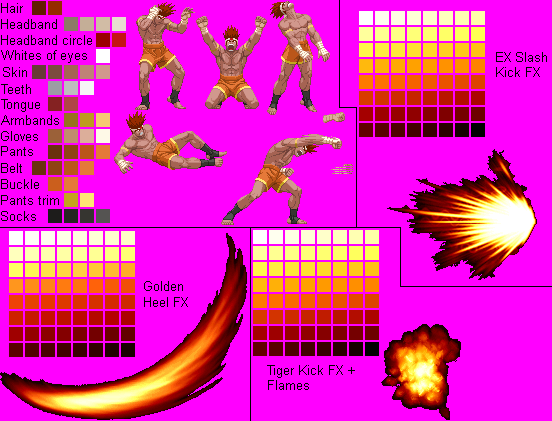 Hair
Headband
Headband circle
Whites of eyes
Skin
Teeth
Tongue
Armbands
Gloves
Pants
Belt
Buckle
Pants trim
Socks
EX Slash
Kick FX
Golden
Heel FX
Tiger Kick FX +
Flames